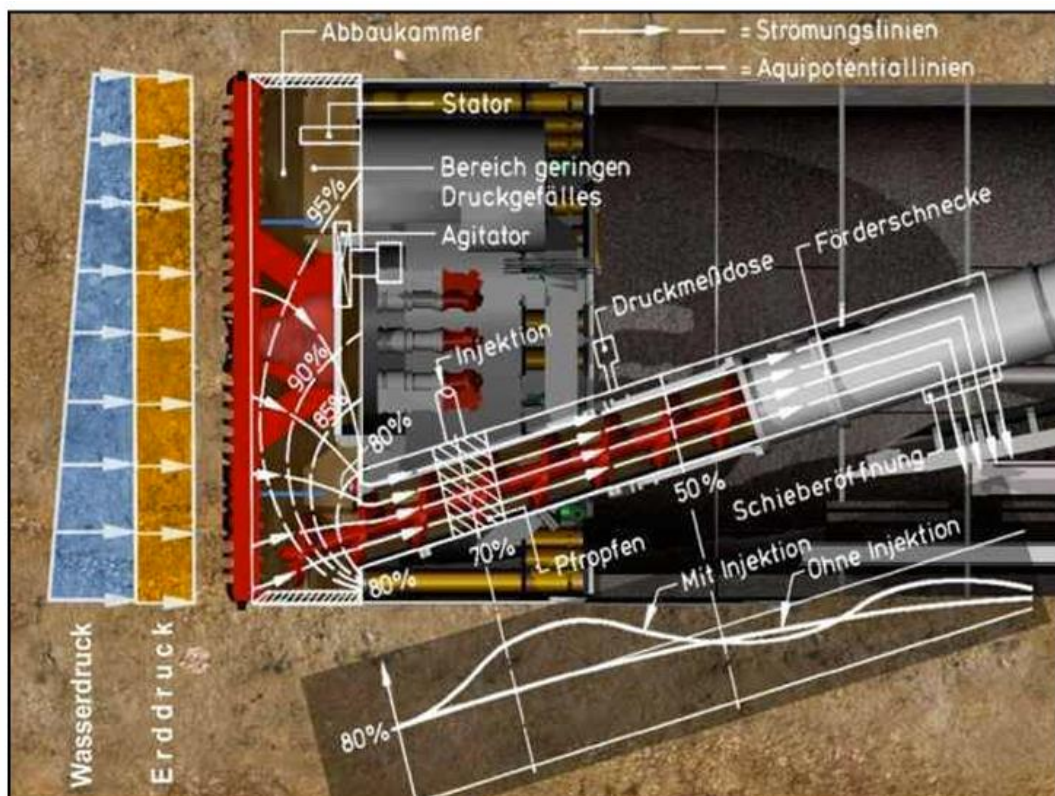 Abbaukammer
= Strömungslinien
= Äquipotentiallinien
Stator
Bereich geringen
Druckgefälles
95%
Agitator
Förderschnecke
Druckmeßdose
Injektion
90%
85%
80%
50%
Schieberöffnung
70%
Pfropfen
80%
Mit Injektion
Ohne Injektion
80%
Wasserdruck
Erddruck